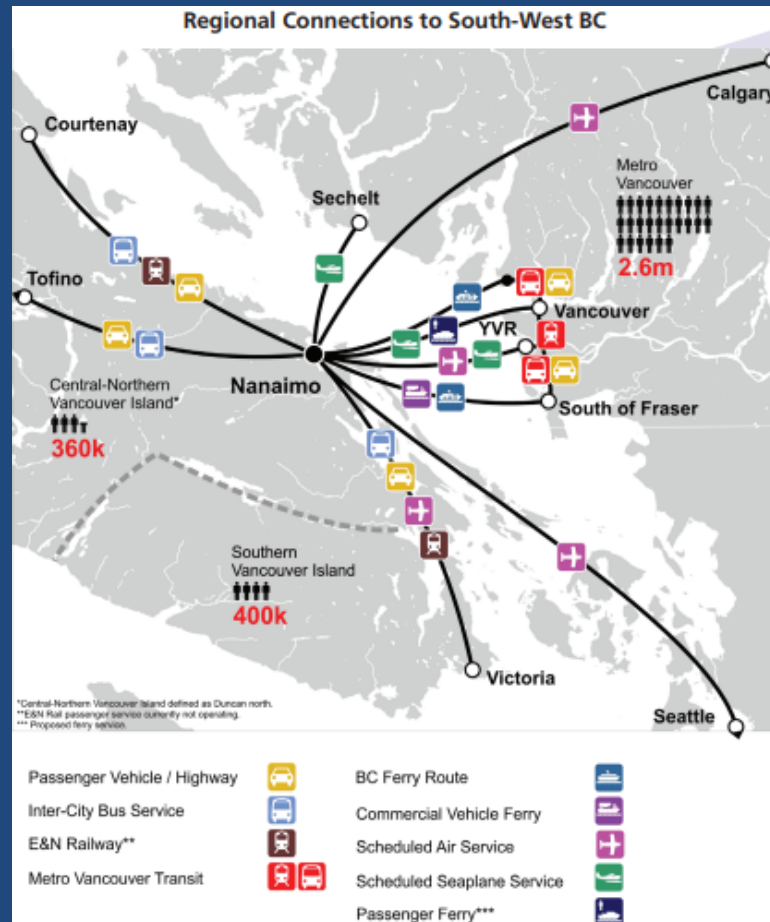 Regional Connections to South-West BC
Calgary
Courtenay
Metro
Vancouver
2.6m
Sechelt
Tofino
Vancouver
YVR
Nanaimo
South of Fraser
Central-Northern
Vancouver Island*
360k
Southern
Vancouver Island
400k
Victoria
Seattle
*Central-Northern Vancouver Island defined as Duncan north.
**E&N Rail passenger service currently not operating.
*** Proposed ferry service.
Passenger Vehicle / Highway
Inter-City Bus Service
E&N Railway**
Metro Vancouver Transit
BC Ferry Route
Commercial Vehicle Ferry
Scheduled Air Service
Scheduled Seaplane Service
Passenger Ferry***